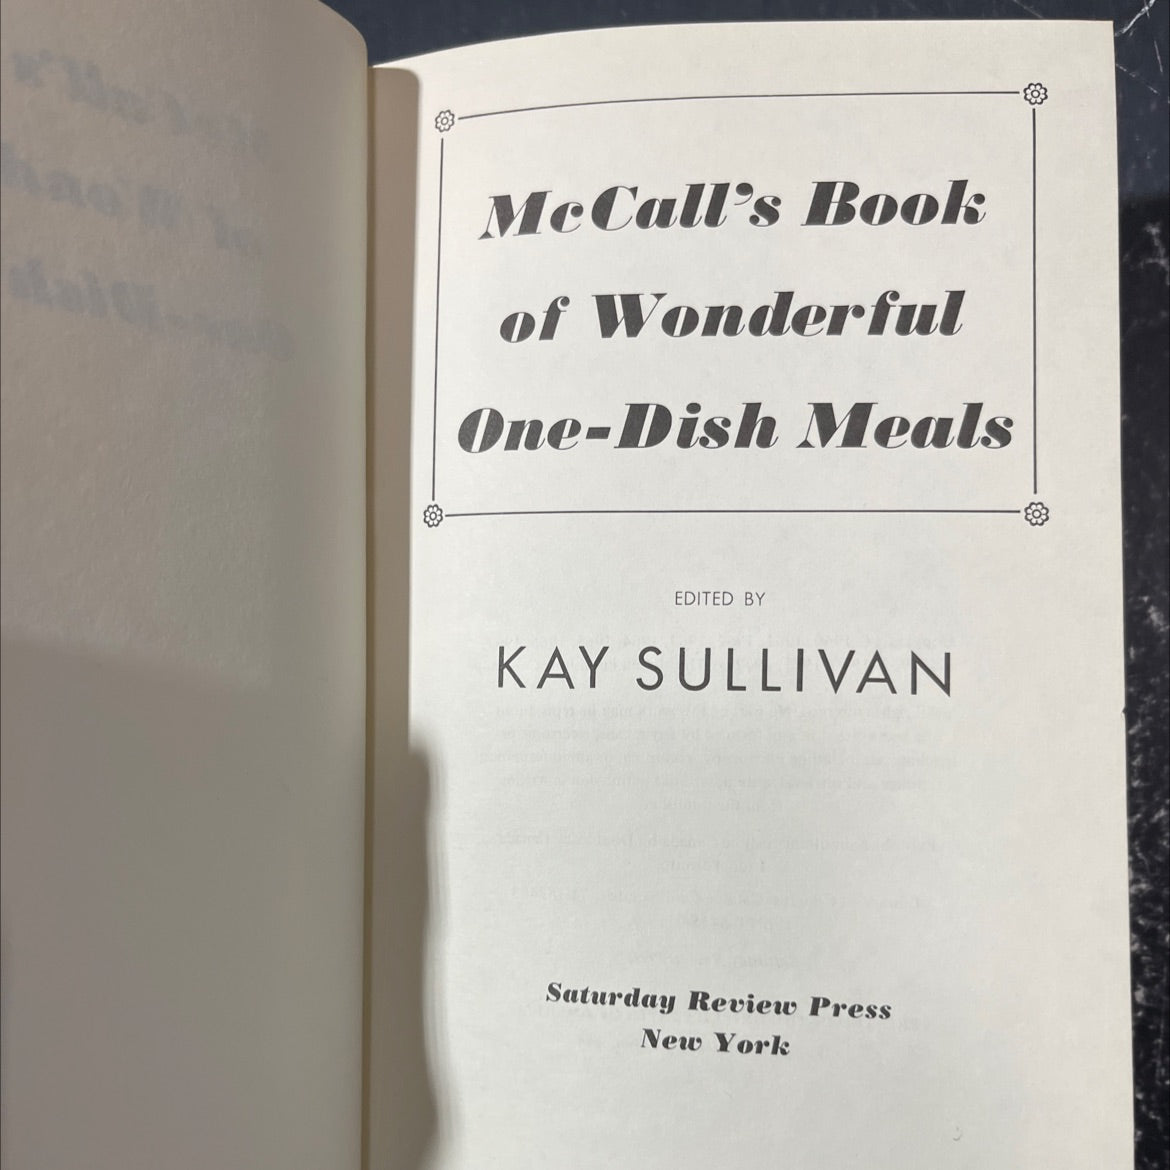 McCall's Book
of Wonderful
One-Dish Meals
EDITED BY
KAY SULLIVAN
Saturday Review Press
New York